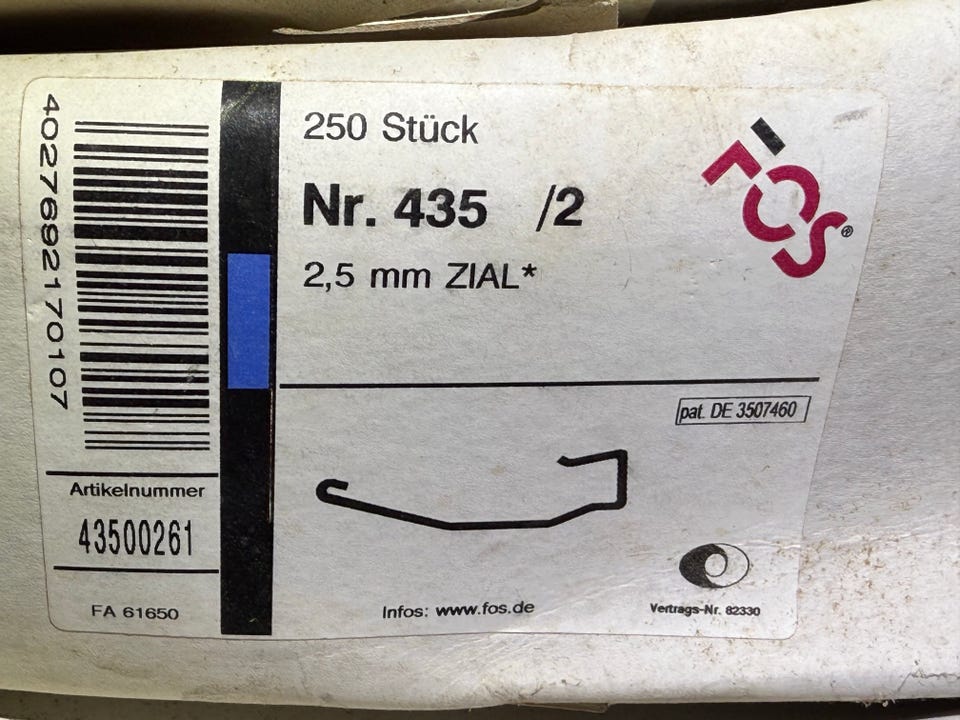 4027692170107
Artikelnummer
43500261
FA 61650
250 Stück
Nr. 435 /2
2,5 mm ZIAL*
FOS®
pat. DE 3507460
Infos: www.fos.de
Vertrags-Nr. 82330